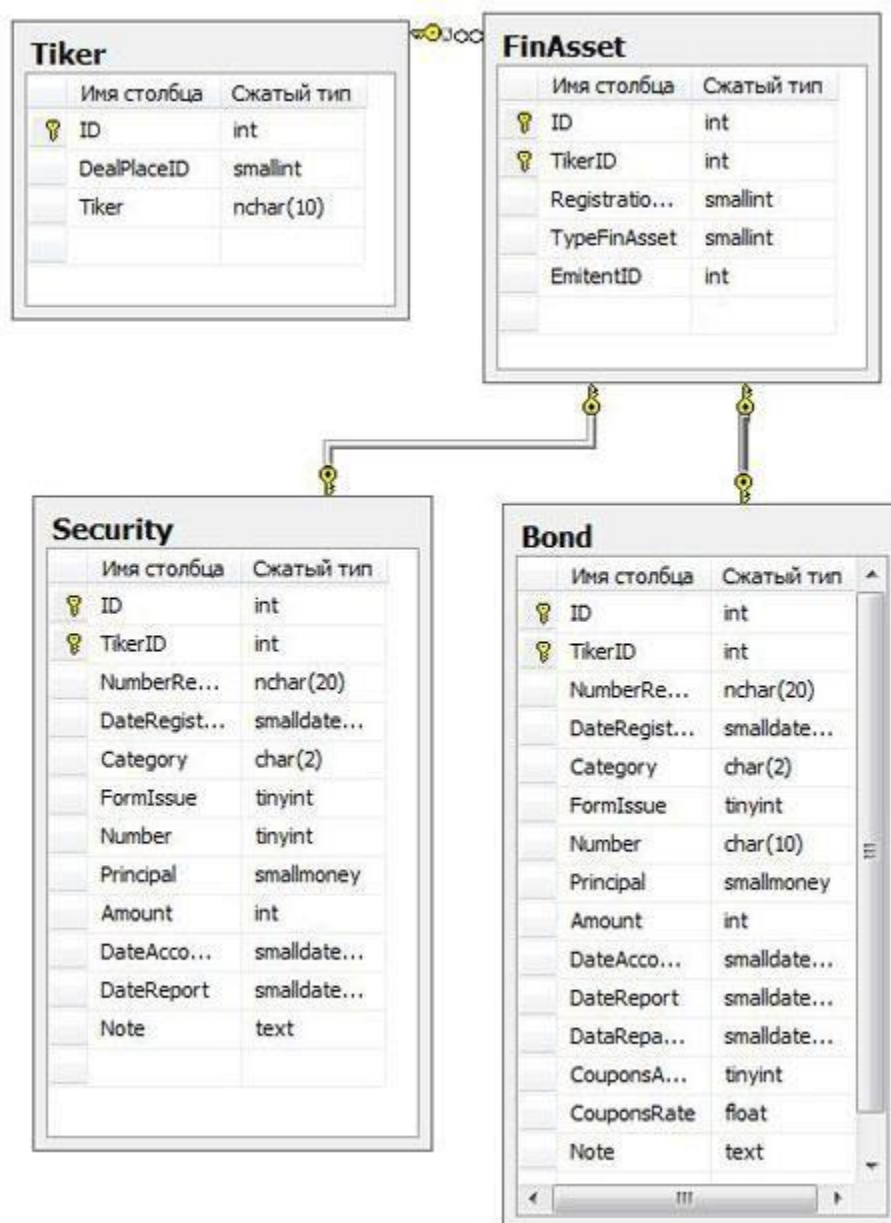 Tiker
Имя столбца Сжатый тип
ID int
DealPlaceID smallint
Tiker nchar(10)
FinAsset
Имя столбца Сжатый тип
ID int
TikerID int
Registratio... smallint
TypeFinAsset smallint
EmitentID int
Security
Имя столбца Сжатый тип
ID int
TikerID int
NumberRe... nchar(20)
DateRegist... smalldate...
Category char(2)
FormIssue tinyint
Number tinyint
Principal smallmoney
Amount int
DateAcco... smalldate...
DateReport smalldate...
Note text
Bond
Имя столбца Сжатый тип
ID int
TikerID int
NumberRe... nchar(20)
DateRegist... smalldate...
Category char(2)
FormIssue tinyint
Number char(10)
Principal smallmoney
Amount int
DateAcco... smalldate...
DateReport smalldate...
DataRepa... smalldate...
CouponsA... tinyint
CouponsRate float
Note text